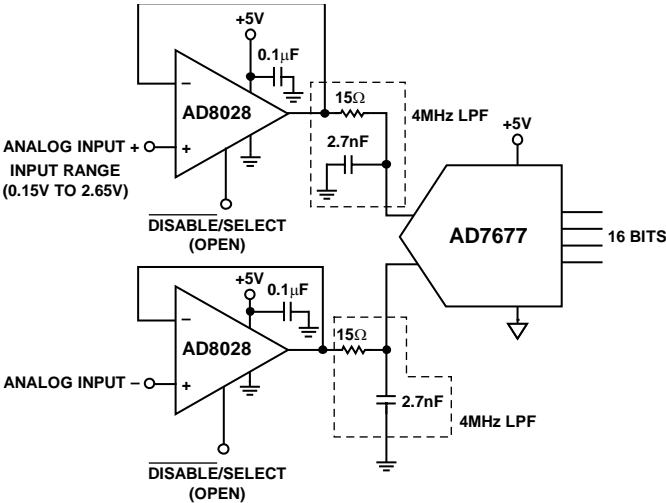 +5V
0.1μF
–
AD8028
15Ω
4MHz LPF
2.7nF
+5V
ANALOG INPUT +
+
INPUT RANGE
(0.15V TO 2.65V)
DISABLE/SELECT
(OPEN)
AD7677
16 BITS
+5V
0.1μF
–
15Ω
AD8028
ANALOG INPUT –
+
2.7nF
4MHz LPF
DISABLE/SELECT
(OPEN)